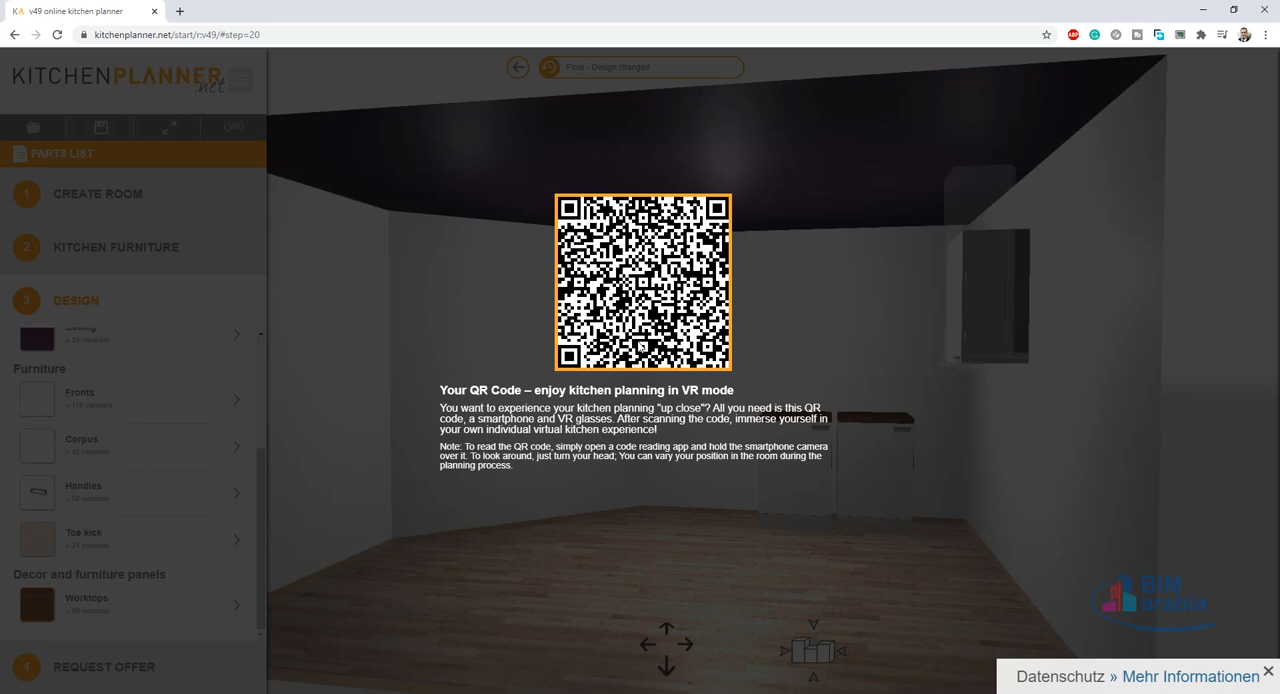 v49 online kitchen planner
kitchenplanner.net/start/r:v49/#step=20
KITCHENPLANNER
.net
Floor - Design changed
PARTS LIST
1 CREATE ROOM
2 KITCHEN FURNITURE
3 DESIGN
Ceiling
» 24 versions
Furniture
Fronts
Corpus
Handles
Toe kick
Decor and furniture panels
Worktops
4 REQUEST OFFER
Your QR Code – enjoy kitchen planning in VR mode
You want to experience your kitchen planning "up close"? All you need is this QR
code, a smartphone and VR glasses. After scanning the code, immerse yourself in
your own individual virtual kitchen experience!
Note: To read the QR code, simply open a code reading app and hold the smartphone camera
over it. To look around, just turn your head; You can vary your position in the room during the
planning process.
BIM
arabia
Datenschutz » Mehr Informationen